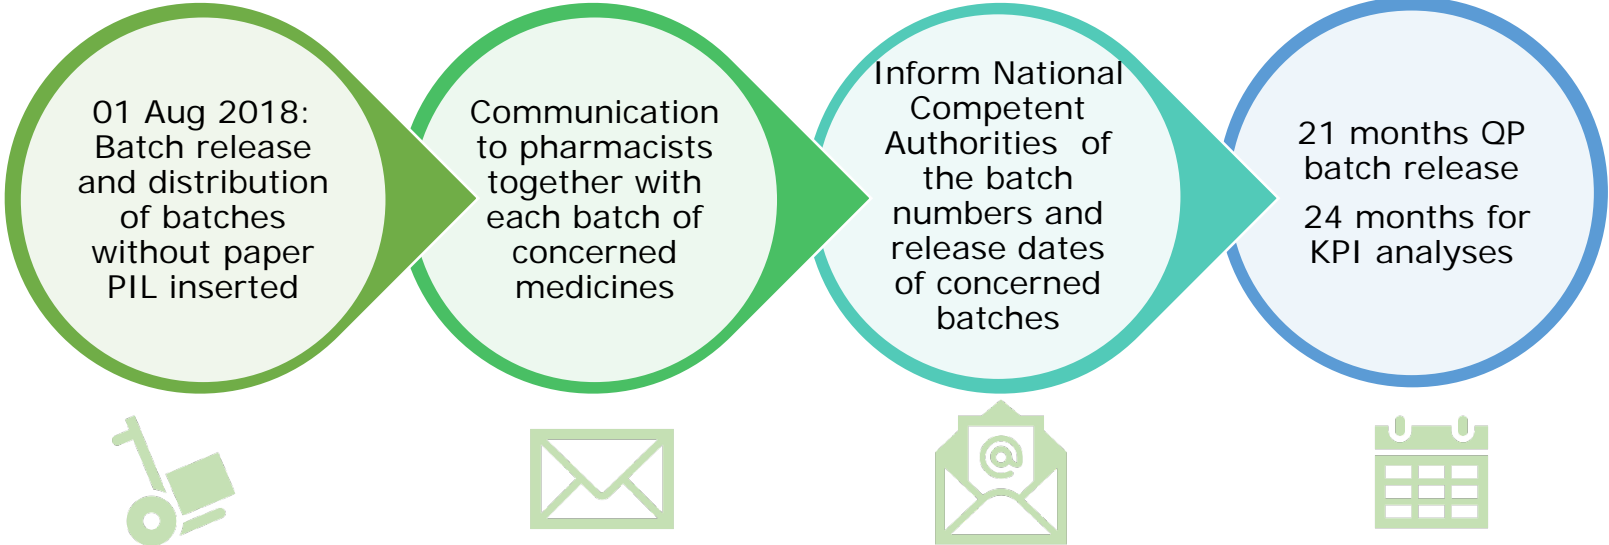 01 Aug 2018:
Batch release
and distribution
of batches
without paper
PIL inserted
Communication
to pharmacists
together with
each batch of
concerned
medicines
Inform National
Competent
Authorities of
the batch
numbers and
release dates
of concerned
batches
21 months QP
batch release
24 months for
KPI analyses
@